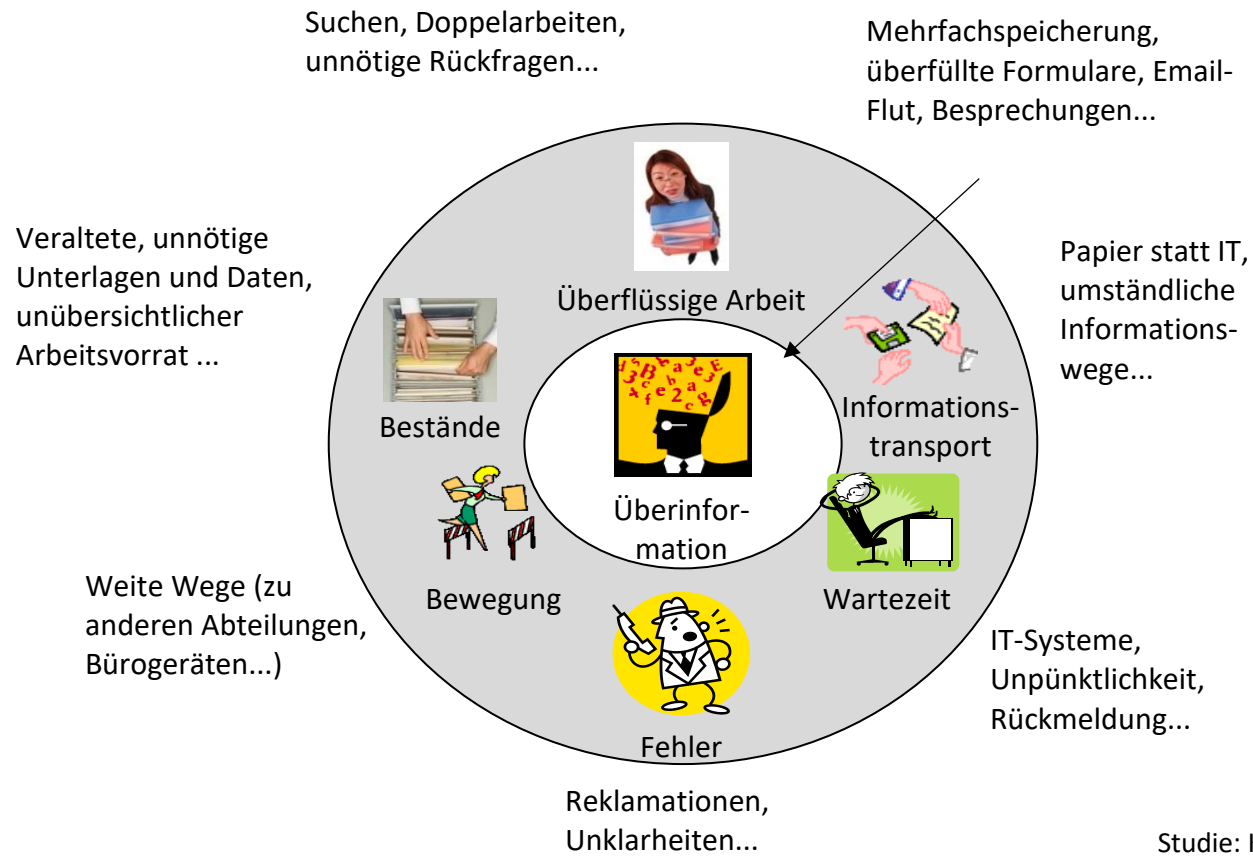 Suchen, Doppelarbeiten,
unnötige Rückfragen...
Mehrfachspeicherung,
überfüllte Formulare, Email-
Flut, Besprechungen...
Veraltete, unnötige
Unterlagen und Daten,
unübersichtlicher
Arbeitsvorrat ...
Überflüssige Arbeit
Papier statt IT,
umständliche
Informations-
wege...
Bestände
Informations-
transport
Überinfor-
mation
Weite Wege (zu
anderen Abteilungen,
Bürogeräten...)
Bewegung
Wartezeit
IT-Systeme,
Unpünktlichkeit,
Rückmeldung...
Fehler
Reklamationen,
Unklarheiten...
Studie: I